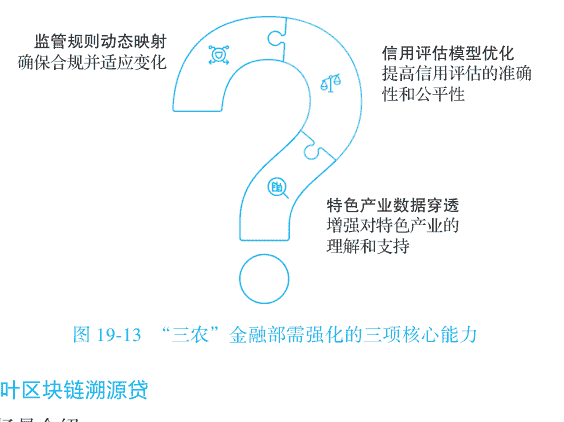 监管规则动态映射
确保合规并适应变化
信用评估模型优化
提高信用评估的准确
性和公平性
特色产业数据穿透
增强对特色产业的
理解和支持
图 19-13 “三农”金融部需强化的三项核心能力
叶区块链溯源贷
景介绍